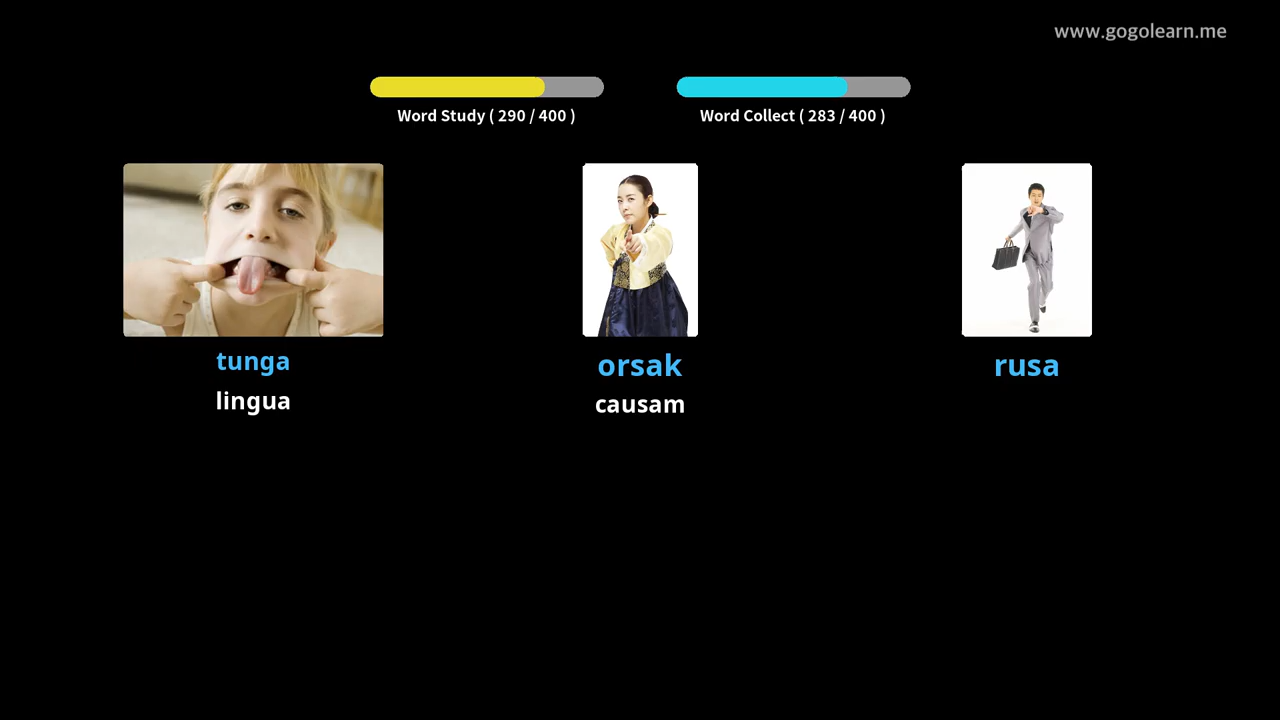 www.gogolearn.me
Word Study ( 290 / 400 )
Word Collect ( 283 / 400 )
tunga
lingua
orsak
causam
rusa